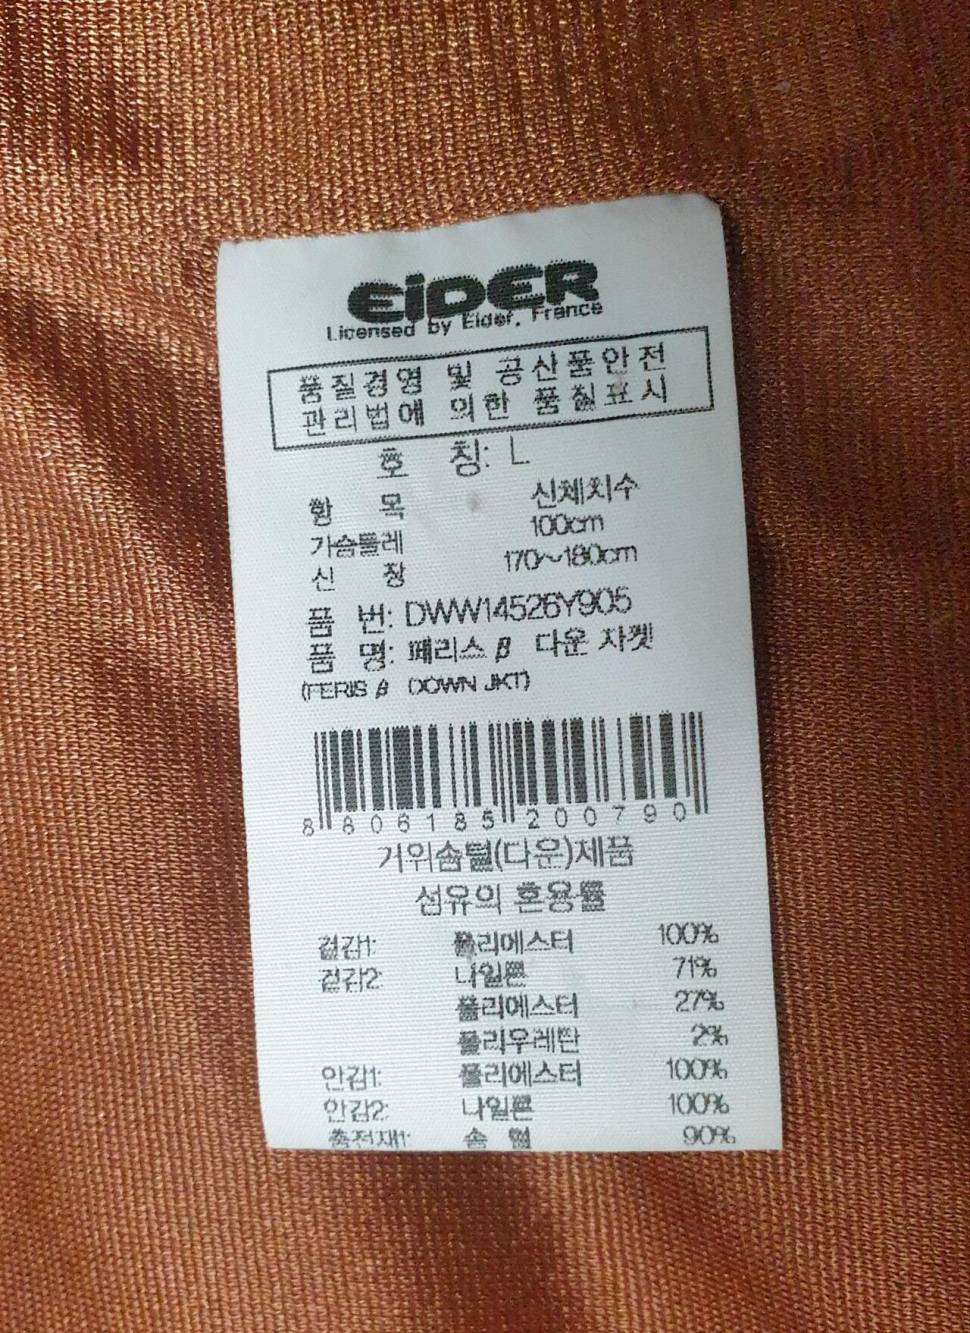 EiDER
Licensed by Eider, France
품질경영 및 공산품안전
관리법에 의한 품질표시
호 칭: L
항 목 신체치수
가슴둘레 100cm
신 장 170~180cm
품 번: DWW14526Y905
품 명: 페리스 β 다운 자켓
(FERIS β DOWN JKT)
8 806185 200790
거위솜털(다운)제품
섬유의 혼용률
겉감1: 폴리에스터 100%
겉감2: 나일론 71%
폴리에스터 27%
폴리우레탄 2%
안감1: 폴리에스터 100%
안감2: 나일론 100%
충전재1: 솜 털 90%